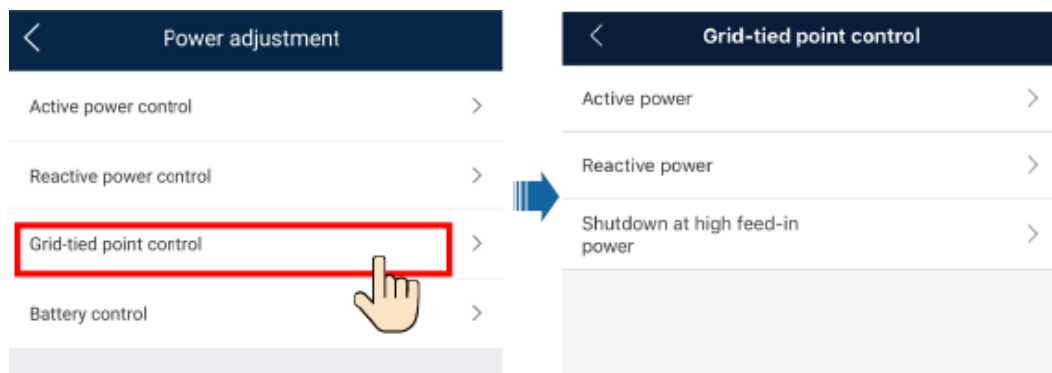 Power adjustment
Active power control
Reactive power control
Grid-tied point control
Battery control
Grid-tied point control
Active power
Reactive power
Shutdown at high feed-in
power